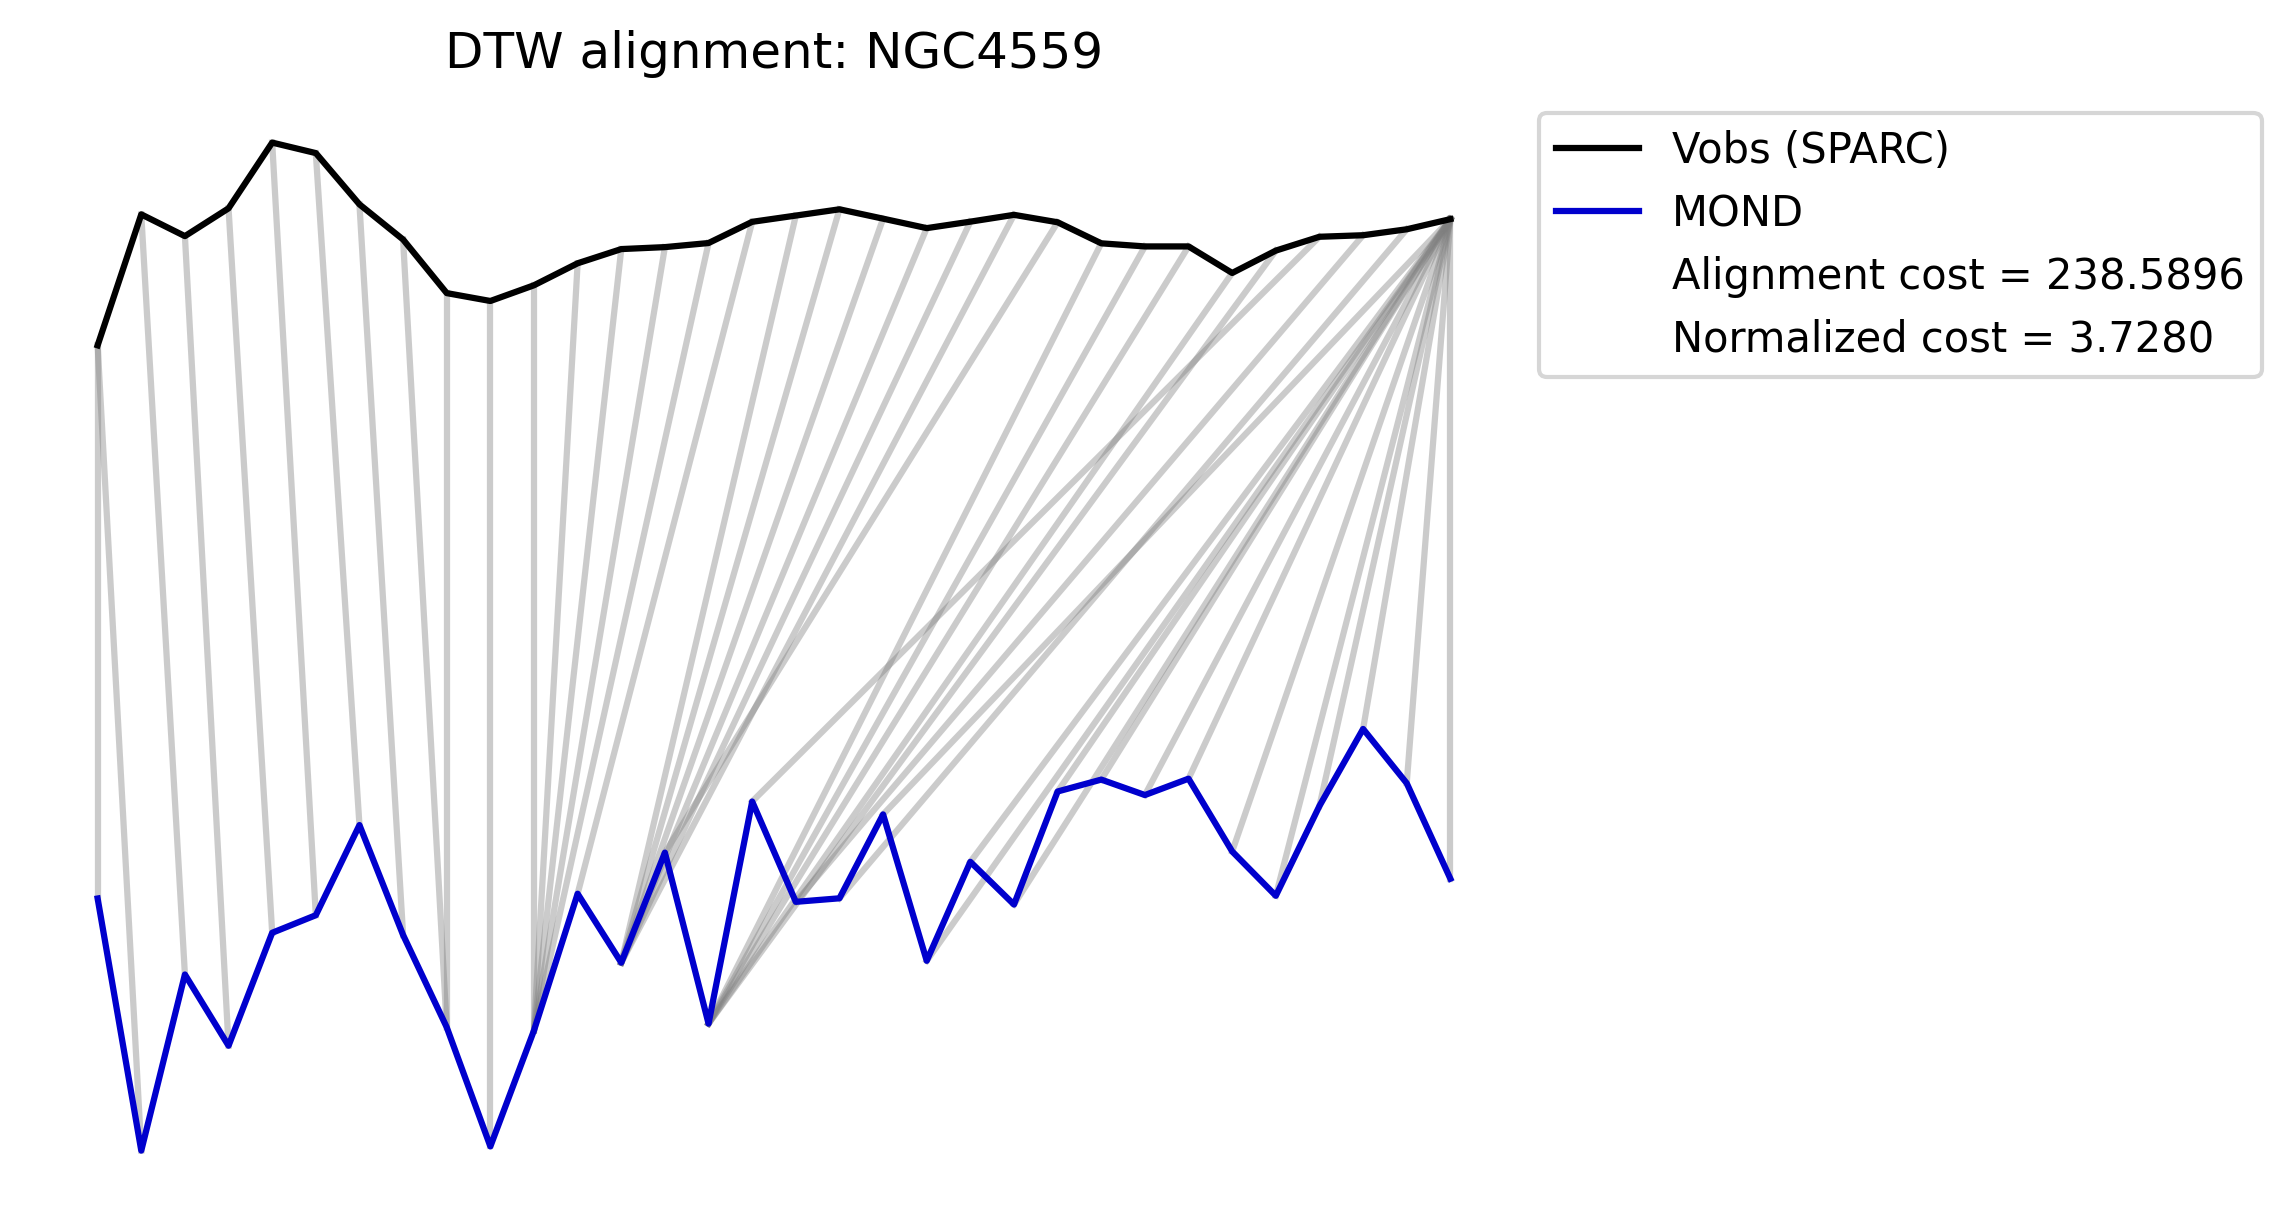 DTW alignment: NGC4559
Vobs (SPARC)
MOND
Alignment cost = 238.5896
Normalized cost = 3.7280